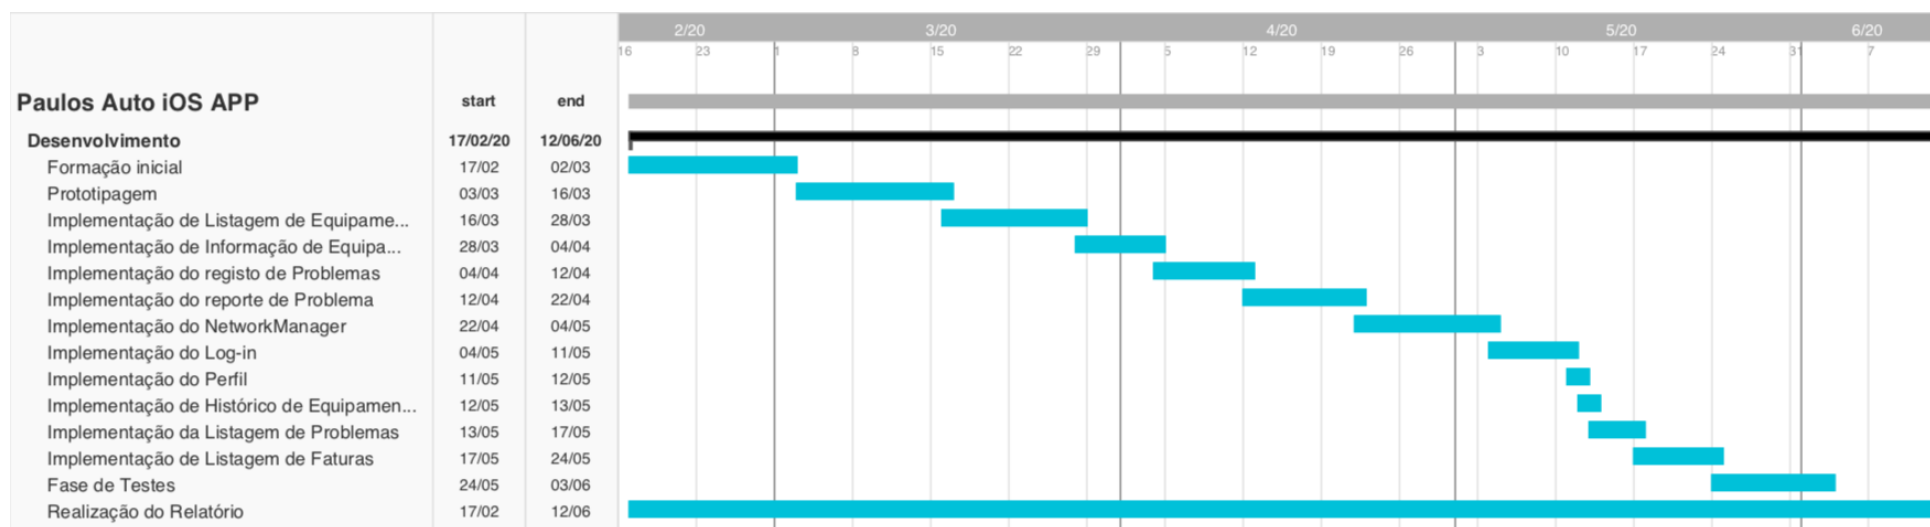 2/20 3/20 4/20 5/20 6/20
16 23 1 8 15 22 29 5 12 19 26 3 10 17 24 31 7
Paulos Auto iOS APP start end
Desenvolvimento 17/02/20 12/06/20
Formação inicial 17/02 02/03
Prototipagem 03/03 16/03
Implementação de Listagem de Equipame... 16/03 28/03
Implementação de Informação de Equipa... 28/03 04/04
Implementação do registo de Problemas 04/04 12/04
Implementação do reporte de Problema 12/04 22/04
Implementação do NetworkManager 22/04 04/05
Implementação do Log-in 04/05 11/05
Implementação do Perfil 11/05 12/05
Implementação de Histórico de Equipamen... 12/05 13/05
Implementação da Listagem de Problemas 13/05 17/05
Implementação de Listagem de Faturas 17/05 24/05
Fase de Testes 24/05 03/06
Realização do Relatório 17/02 12/06